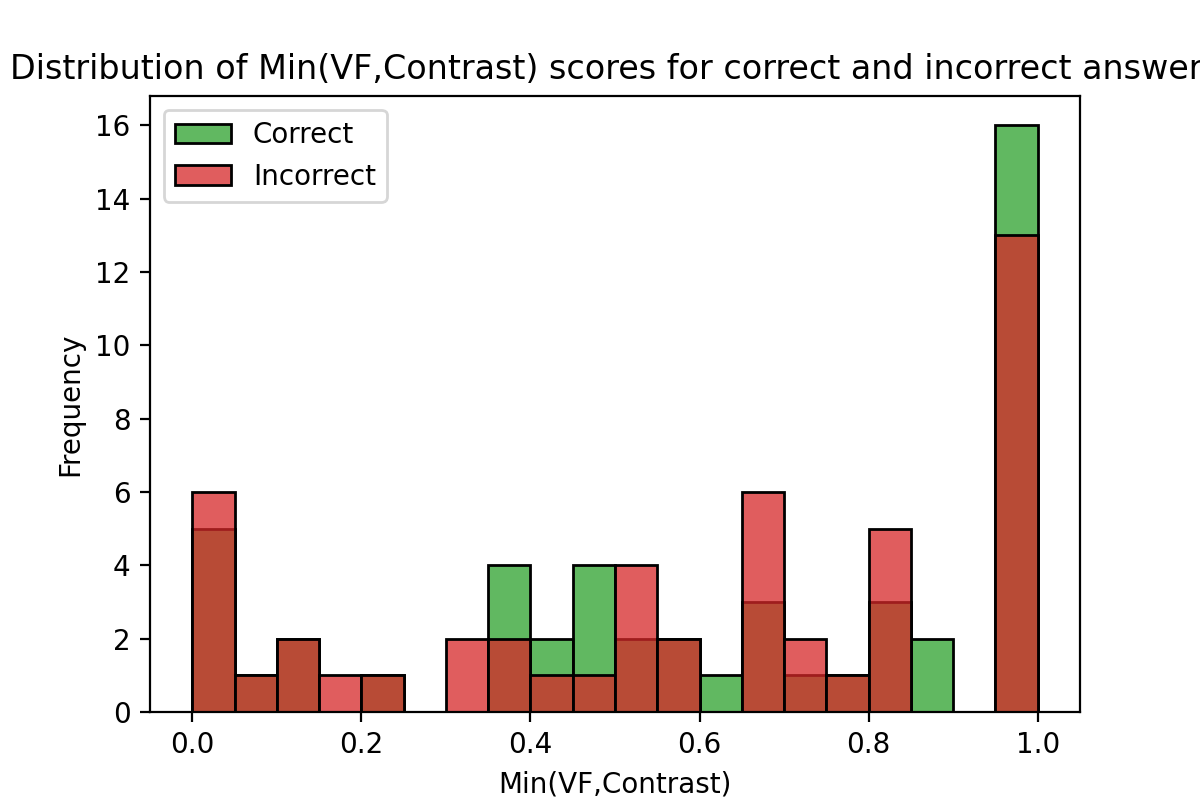 Distribution of Min(VF,Contrast) scores for correct and incorrect answer
Correct
Incorrect
16
14
12
10
8
6
4
2
0
Frequency
0.0 0.2 0.4 0.6 0.8 1.0
Min(VF,Contrast)